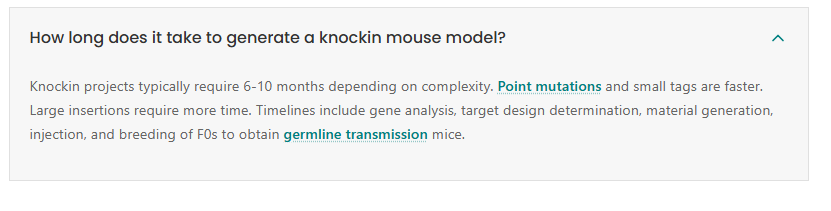 How long does it take to generate a knockin mouse model?
Knockin projects typically require 6-10 months depending on complexity. Point mutations and small tags are faster.
Large insertions require more time. Timelines include gene analysis, target design determination, material generation,
injection, and breeding of F0s to obtain germline transmission mice.